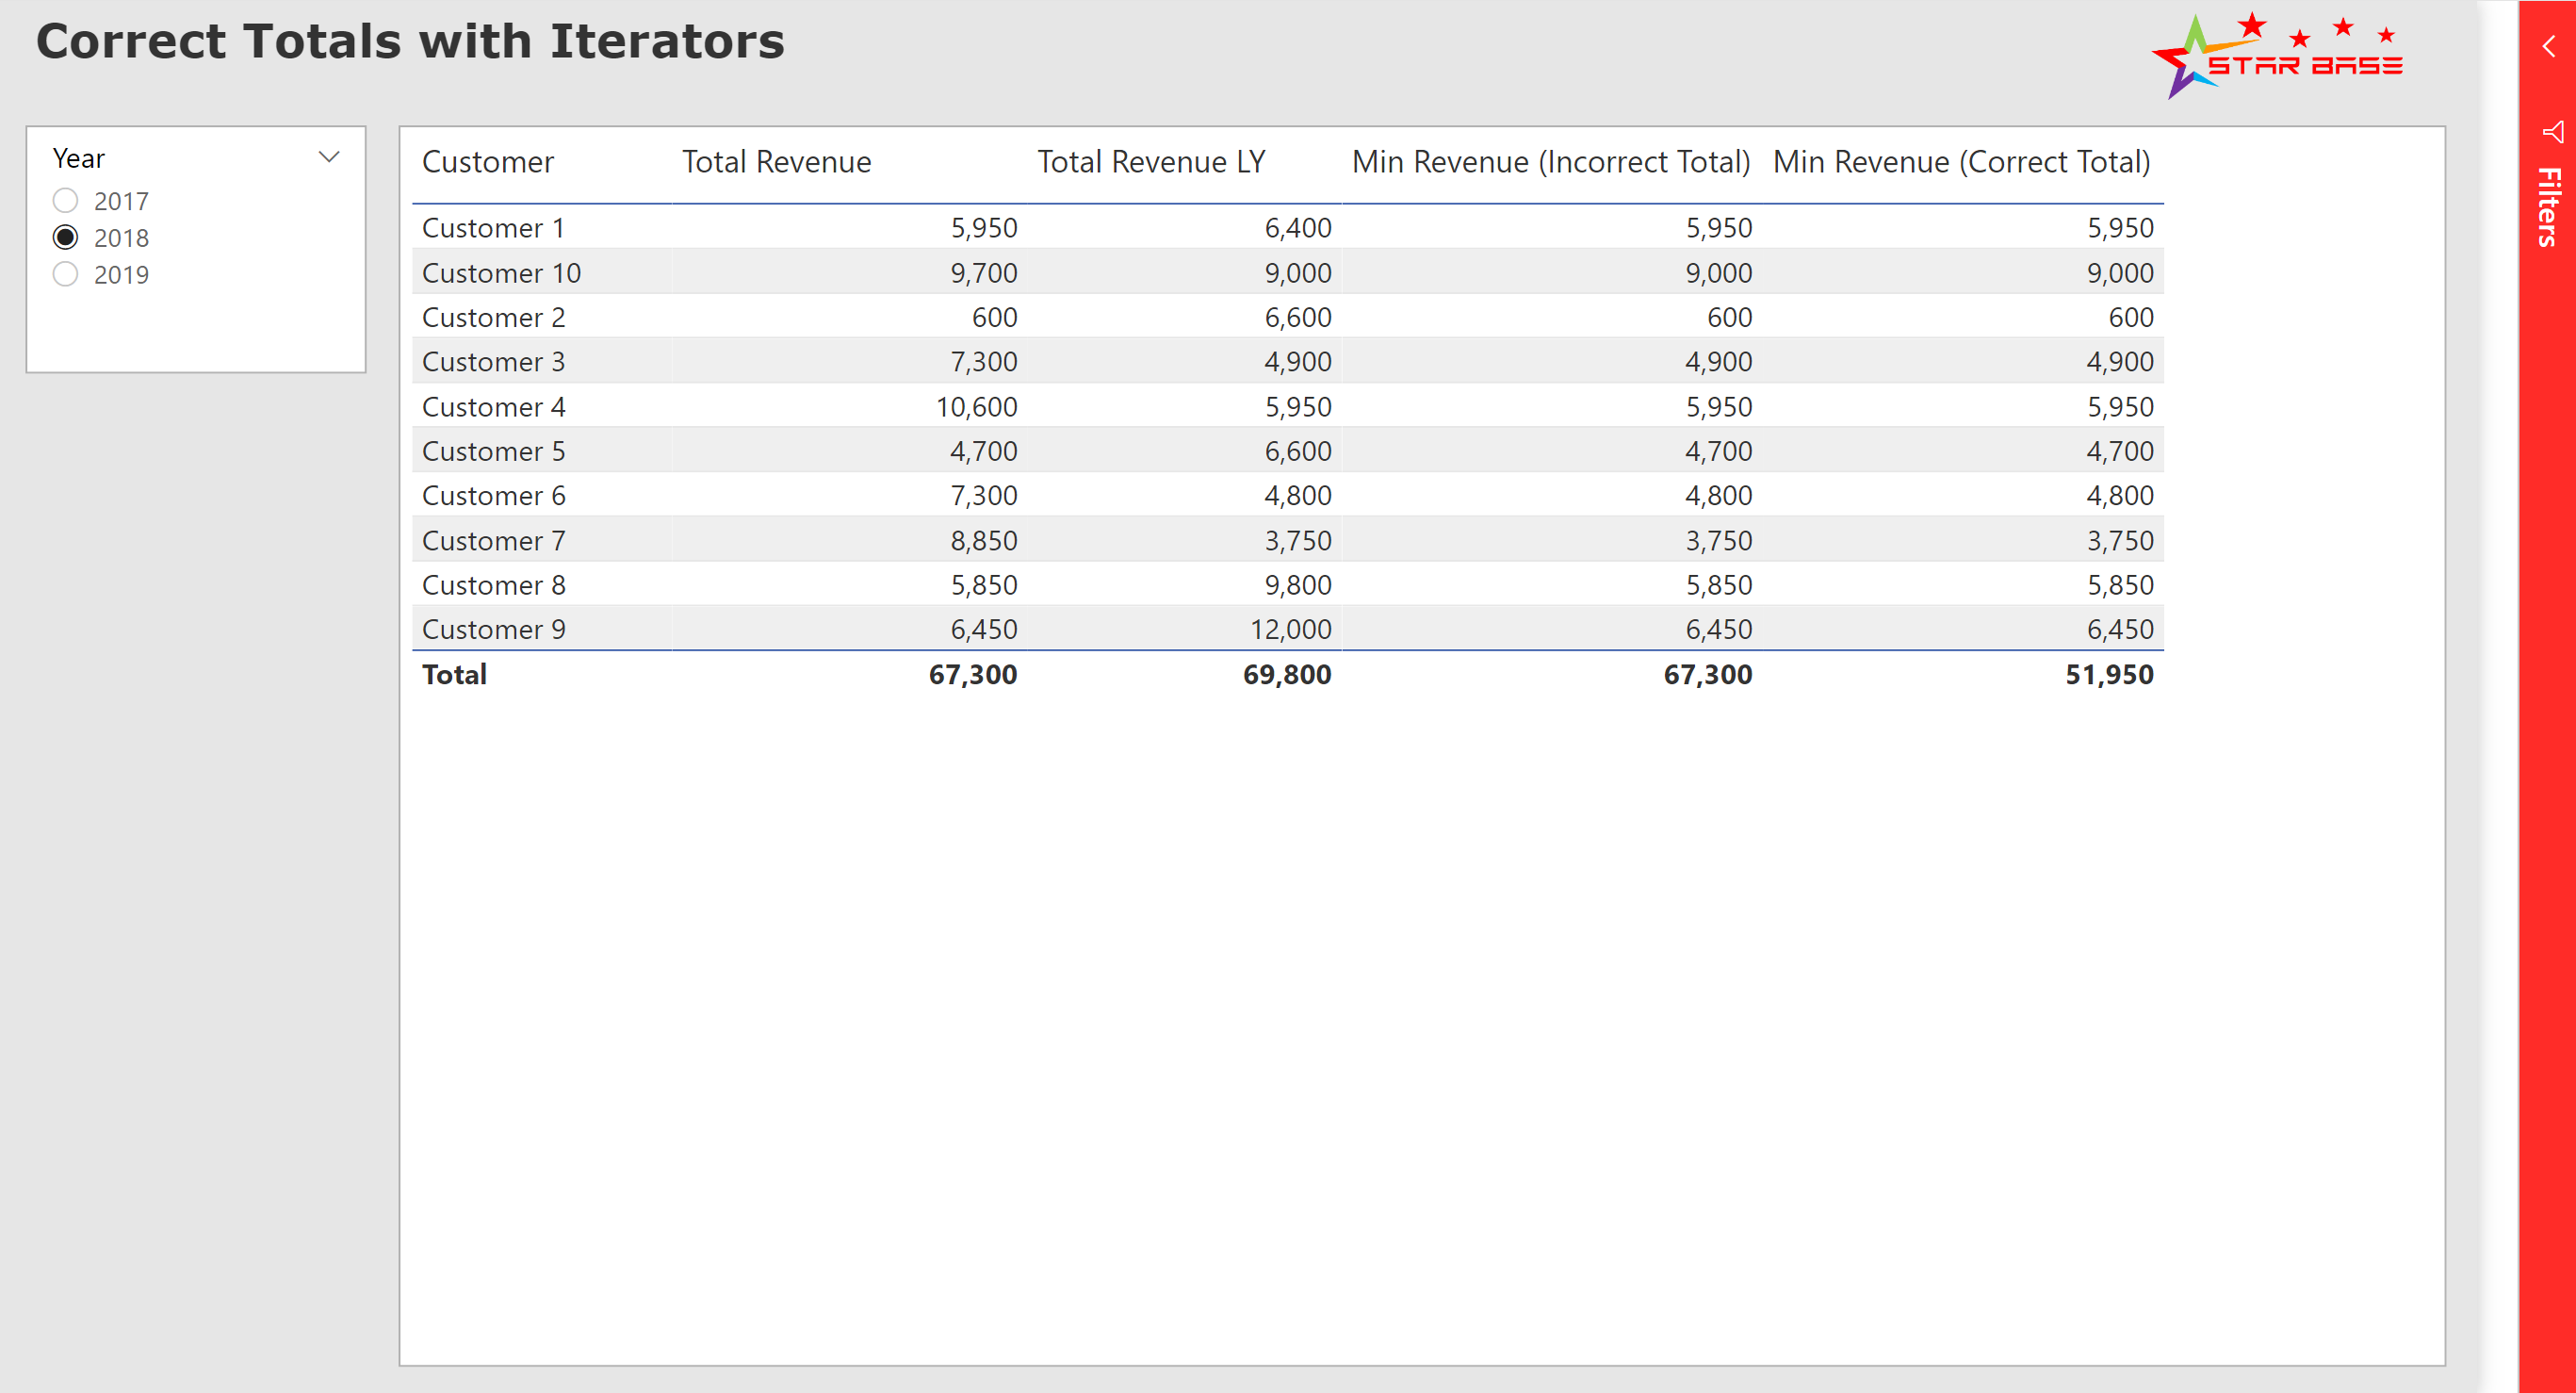 Correct Totals with Iterators
STAR BASE
Year
2017
2018
2019
Customer Total Revenue Total Revenue LY Min Revenue (Incorrect Total) Min Revenue (Correct Total)
Customer 1 5,950 6,400 5,950 5,950
Customer 10 9,700 9,000 9,000 9,000
Customer 2 600 6,600 600 600
Customer 3 7,300 4,900 4,900 4,900
Customer 4 10,600 5,950 5,950 5,950
Customer 5 4,700 6,600 4,700 4,700
Customer 6 7,300 4,800 4,800 4,800
Customer 7 8,850 3,750 3,750 3,750
Customer 8 5,850 9,800 5,850 5,850
Customer 9 6,450 12,000 6,450 6,450
Total 67,300 69,800 67,300 51,950
Filters